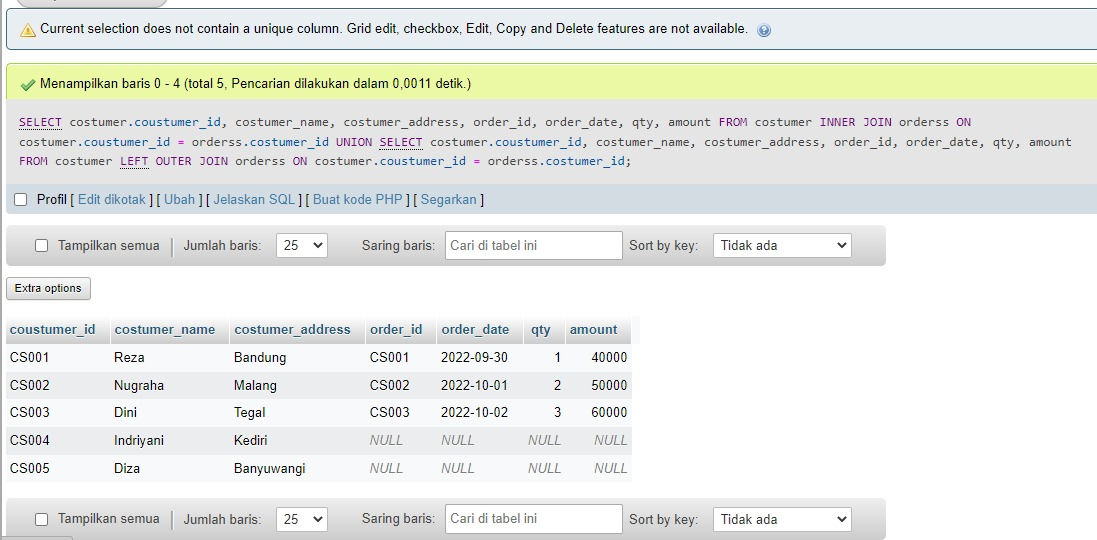 Current selection does not contain a unique column. Grid edit, checkbox, Edit, Copy and Delete features are not available.
Menampilkan baris 0 - 4 (total 5, Pencarian dilakukan dalam 0,0011 detik.)
SELECT costumer.coustumer_id, costumer_name, costumer_address, order_id, order_date, qty, amount FROM costumer INNER JOIN orderss ON
costumer.coustumer_id = orderss.costumer_id UNION SELECT costumer.coustumer_id, costumer_name, costumer_address, order_id, order_date, qty, amount
FROM costumer LEFT OUTER JOIN orderss ON costumer.coustumer_id = orderss.costumer_id;
Profil [ Edit dikotak ] [ Ubah ] [ Jelaskan SQL ] [ Buat kode PHP ] [ Segarkan ]
Tampilkan semua | Jumlah baris: 25 Saring baris: Cari di tabel ini Sort by key: Tidak ada
Extra options
coustumer_id costumer_name costumer_address order_id order_date qty amount
CS001 Reza Bandung CS001 2022-09-30 1 40000
CS002 Nugraha Malang CS002 2022-10-01 2 50000
CS003 Dini Tegal CS003 2022-10-02 3 60000
CS004 Indriyani Kediri NULL NULL NULL NULL
CS005 Diza Banyuwangi NULL NULL NULL NULL
Tampilkan semua | Jumlah baris: 25 Saring baris: Cari di tabel ini Sort by key: Tidak ada